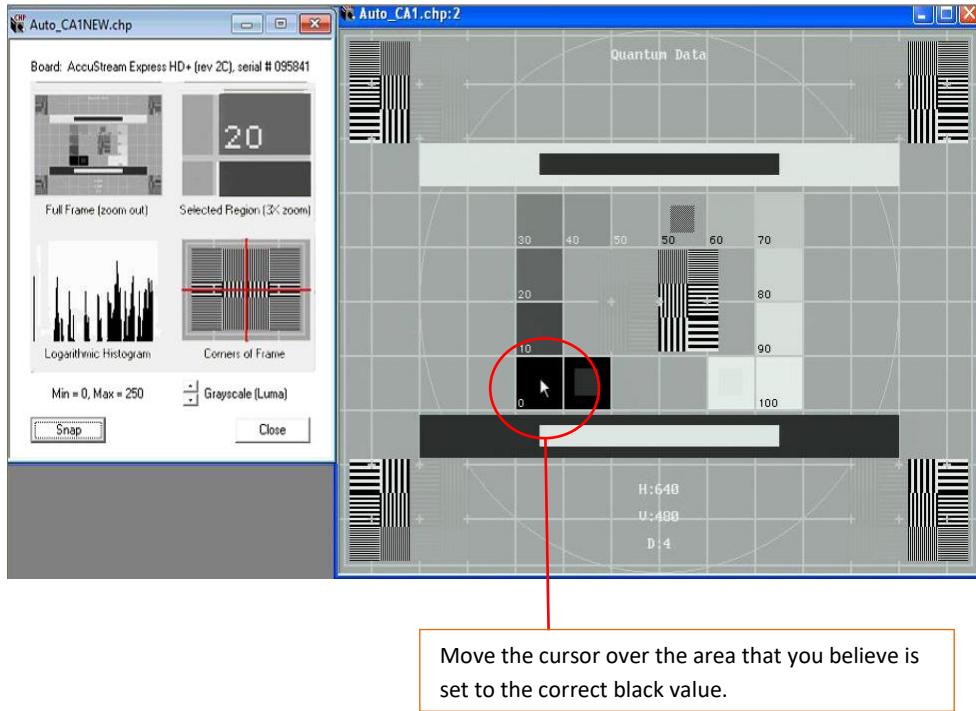 Auto_CA1NEW.chp
Board: AccuStream Express HD+ (rev 2C), serial # 095841
20
Full Frame (zoom out)
Selected Region (3X zoom)
Logarithmic Histogram
Corners of Frame
Min = 0, Max = 250
Grayscale (Luma)
Snap
Close
Auto_CA1.chp:2
Quantum Data
30 40 50 50 60 70
20 80
10 90
0 100
H:640
V:480
D:4
Move the cursor over the area that you believe is
set to the correct black value.